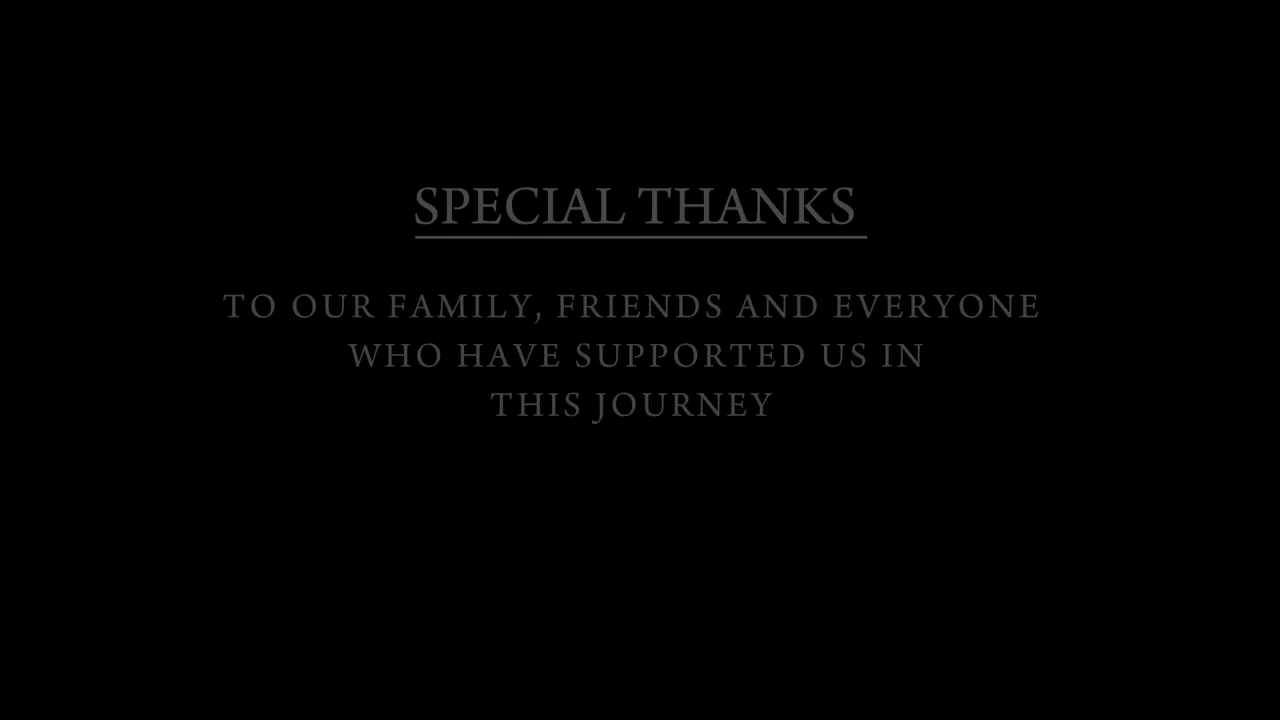 SPECIAL THANKS
TO OUR FAMILY, FRIENDS AND EVERYONE
WHO HAVE SUPPORTED US IN
THIS JOURNEY